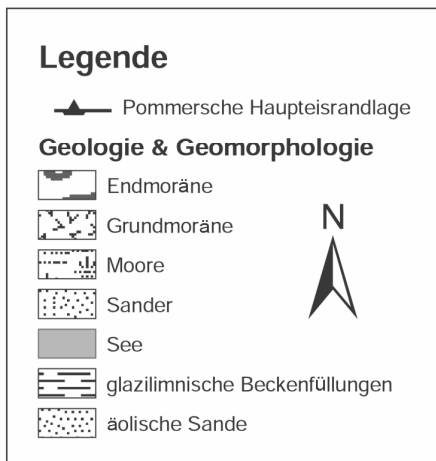 Legende
Pommersche Haupteisrandlage
Geologie & Geomorphologie
Endmoräne
Grundmoräne
N
Moore
Sander
See
glazilimnische Beckenfüllungen
äolische Sande